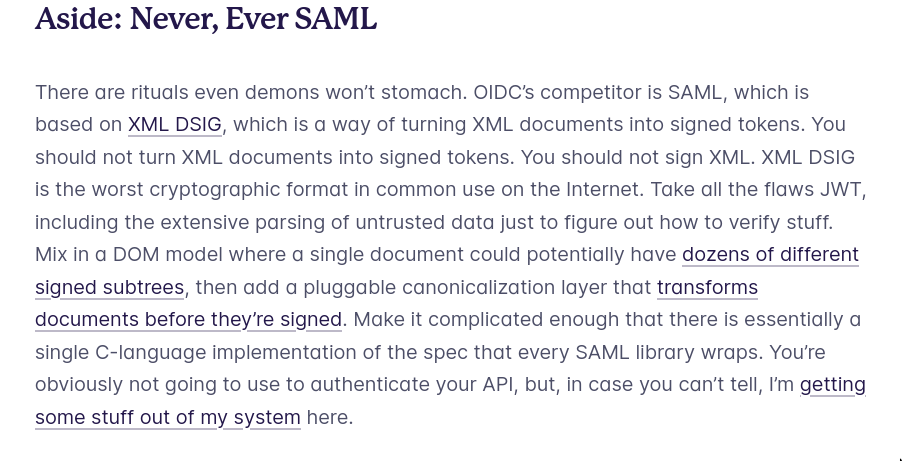 Aside: Never, Ever SAML
There are rituals even demons won’t stomach. OIDC’s competitor is SAML, which is
based on XML DSIG, which is a way of turning XML documents into signed tokens. You
should not turn XML documents into signed tokens. You should not sign XML. XML DSIG
is the worst cryptographic format in common use on the Internet. Take all the flaws JWT,
including the extensive parsing of untrusted data just to figure out how to verify stuff.
Mix in a DOM model where a single document could potentially have dozens of different
signed subtrees, then add a pluggable canonicalization layer that transforms
documents before they’re signed. Make it complicated enough that there is essentially a
single C-language implementation of the spec that every SAML library wraps. You’re
obviously not going to use to authenticate your API, but, in case you can’t tell, I’m getting
some stuff out of my system here.